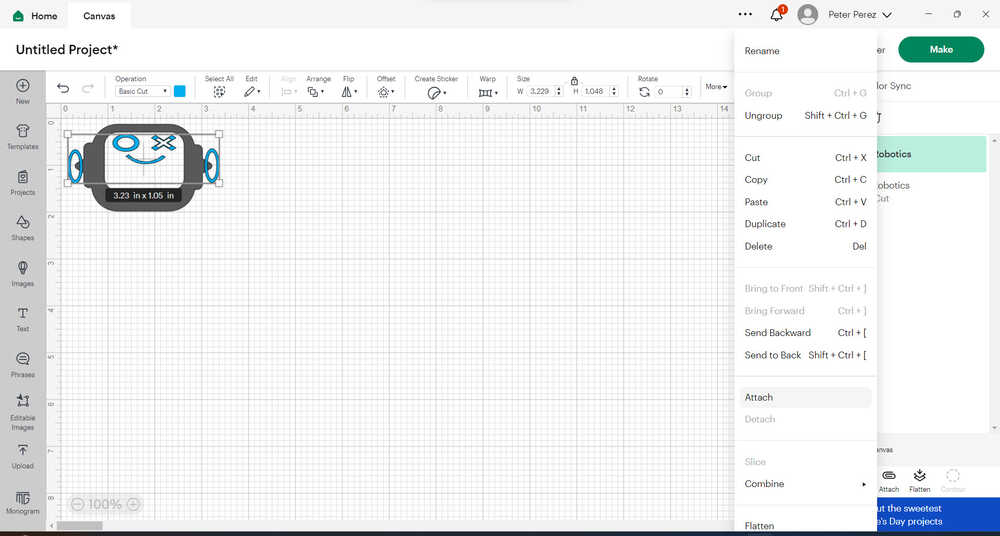 Home
Canvas
1
Peter Perez
Untitled Project*
er
Make
New
Templates
Projects
Shapes
Images
Text
Phrases
Editable
Images
Upload
Monogram
Operation
Basic Cut
Select All
Edit
Align
Arrange
Flip
Offset
Create Sticker
Warp
Size
W 3.229
H 1.048
Rotate
0
More
0 1 2 3 4 5 6 7 8 9 10 11 12 13 14
0
1
2
3
4
5
6
7
8
3.23 in x 1.05 in
100%
Rename
Group Ctrl + G
Ungroup Shift + Ctrl + G
Cut Ctrl + X
Copy Ctrl + C
Paste Ctrl + V
Duplicate Ctrl + D
Delete Del
Bring to Front Shift + Ctrl + ]
Bring Forward Ctrl + ]
Send Backward Ctrl + [
Send to Back Shift + Ctrl + [
Attach
Detach
Slice
Combine
Flatten
lor Sync
Robotics
obotics
Cut
anvas
Attach
Flatten
Contour
ut the sweetest
e's Day projects